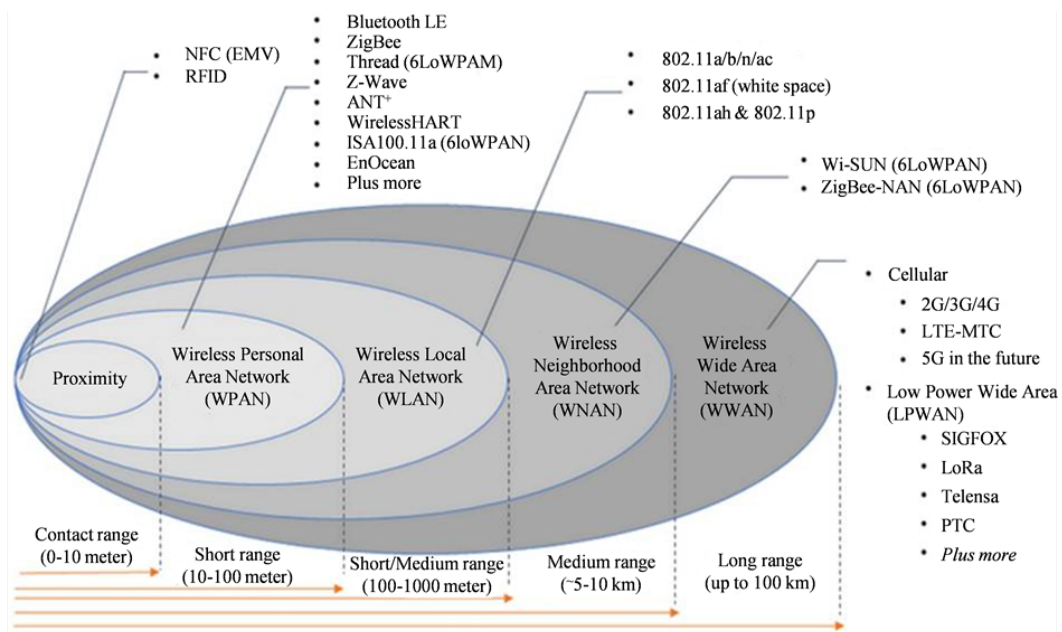 • NFC (EMV)
• RFID
• Bluetooth LE
• ZigBee
• Thread (6LoWPAM)
• Z-Wave
• ANT⁺
• WirelessHART
• ISA100.11a (6loWPAN)
• EnOcean
• Plus more
• 802.11a/b/n/ac
• 802.11af (white space)
• 802.11ah & 802.11p
• Wi-SUN (6LoWPAN)
• ZigBee-NAN (6LoWPAN)
• Cellular
• 2G/3G/4G
• LTE-MTC
• 5G in the future
• Low Power Wide Area
(LPWAN)
• SIGFOX
• LoRa
• Telensa
• PTC
• Plus more
Proximity
Wireless Personal
Area Network
(WPAN)
Wireless Local
Area Network
(WLAN)
Wireless
Neighborhood
Area Network
(WNAN)
Wireless
Wide Area
Network
(WWAN)
Contact range
(0-10 meter)
Short range
(10-100 meter)
Short/Medium range
(100-1000 meter)
Medium range
(~5-10 km)
Long range
(up to 100 km)